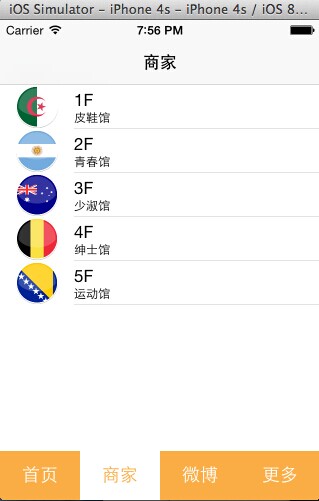 iOS Simulator – iPhone 4s – iPhone 4s / iOS 8...
Carrier 7:56 PM
商家
1F
皮鞋馆
2F
青春馆
3F
少淑馆
4F
绅士馆
5F
运动馆
首页 商家 微博 更多